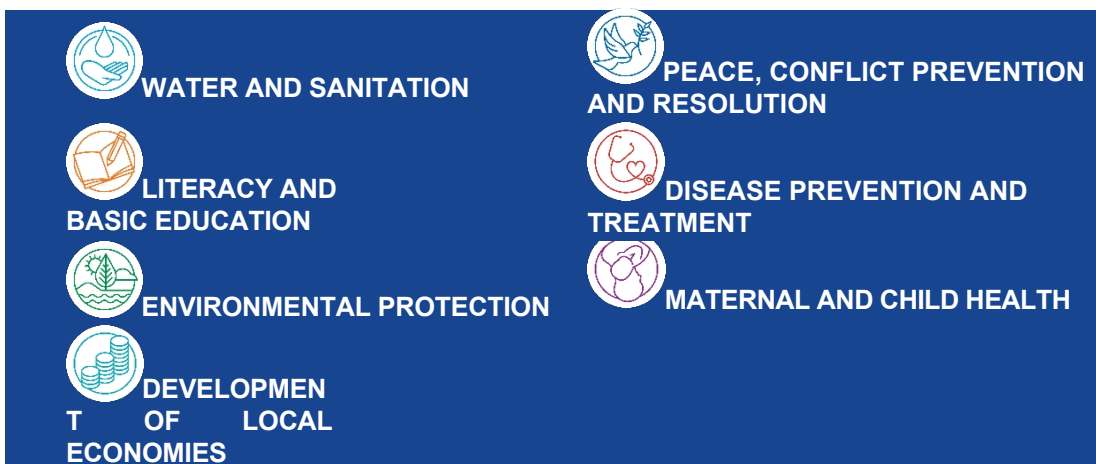 WATER AND SANITATION
LITERACY AND
BASIC EDUCATION
ENVIRONMENTAL PROTECTION
DEVELOPMEN
T OF LOCAL
ECONOMIES
PEACE, CONFLICT PREVENTION
AND RESOLUTION
DISEASE PREVENTION AND
TREATMENT
MATERNAL AND CHILD HEALTH